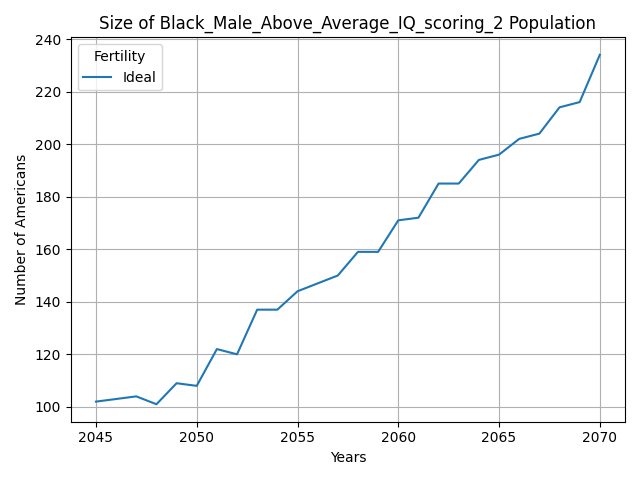 Size of Black_Male_Above_Average_IQ_scoring_2 Population
Fertility
Ideal
Number of Americans
240
220
200
180
160
140
120
100
2045 2050 2055 2060 2065 2070
Years